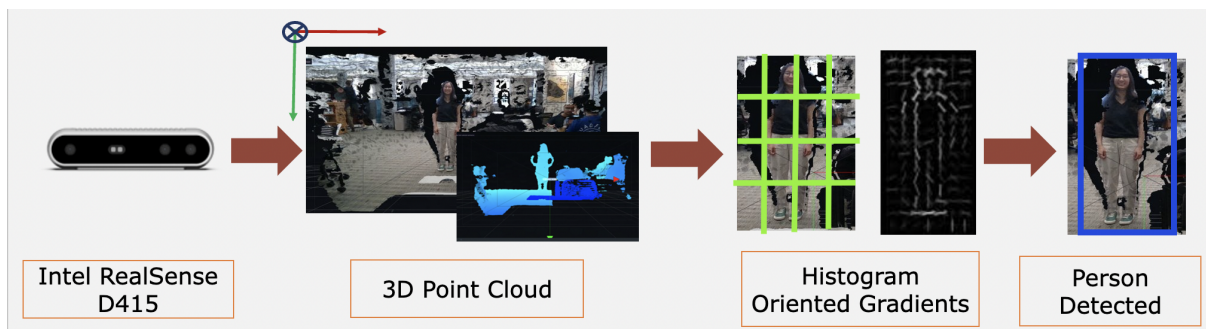 Intel RealSense
D415
3D Point Cloud
Histogram
Oriented Gradients
Person
Detected